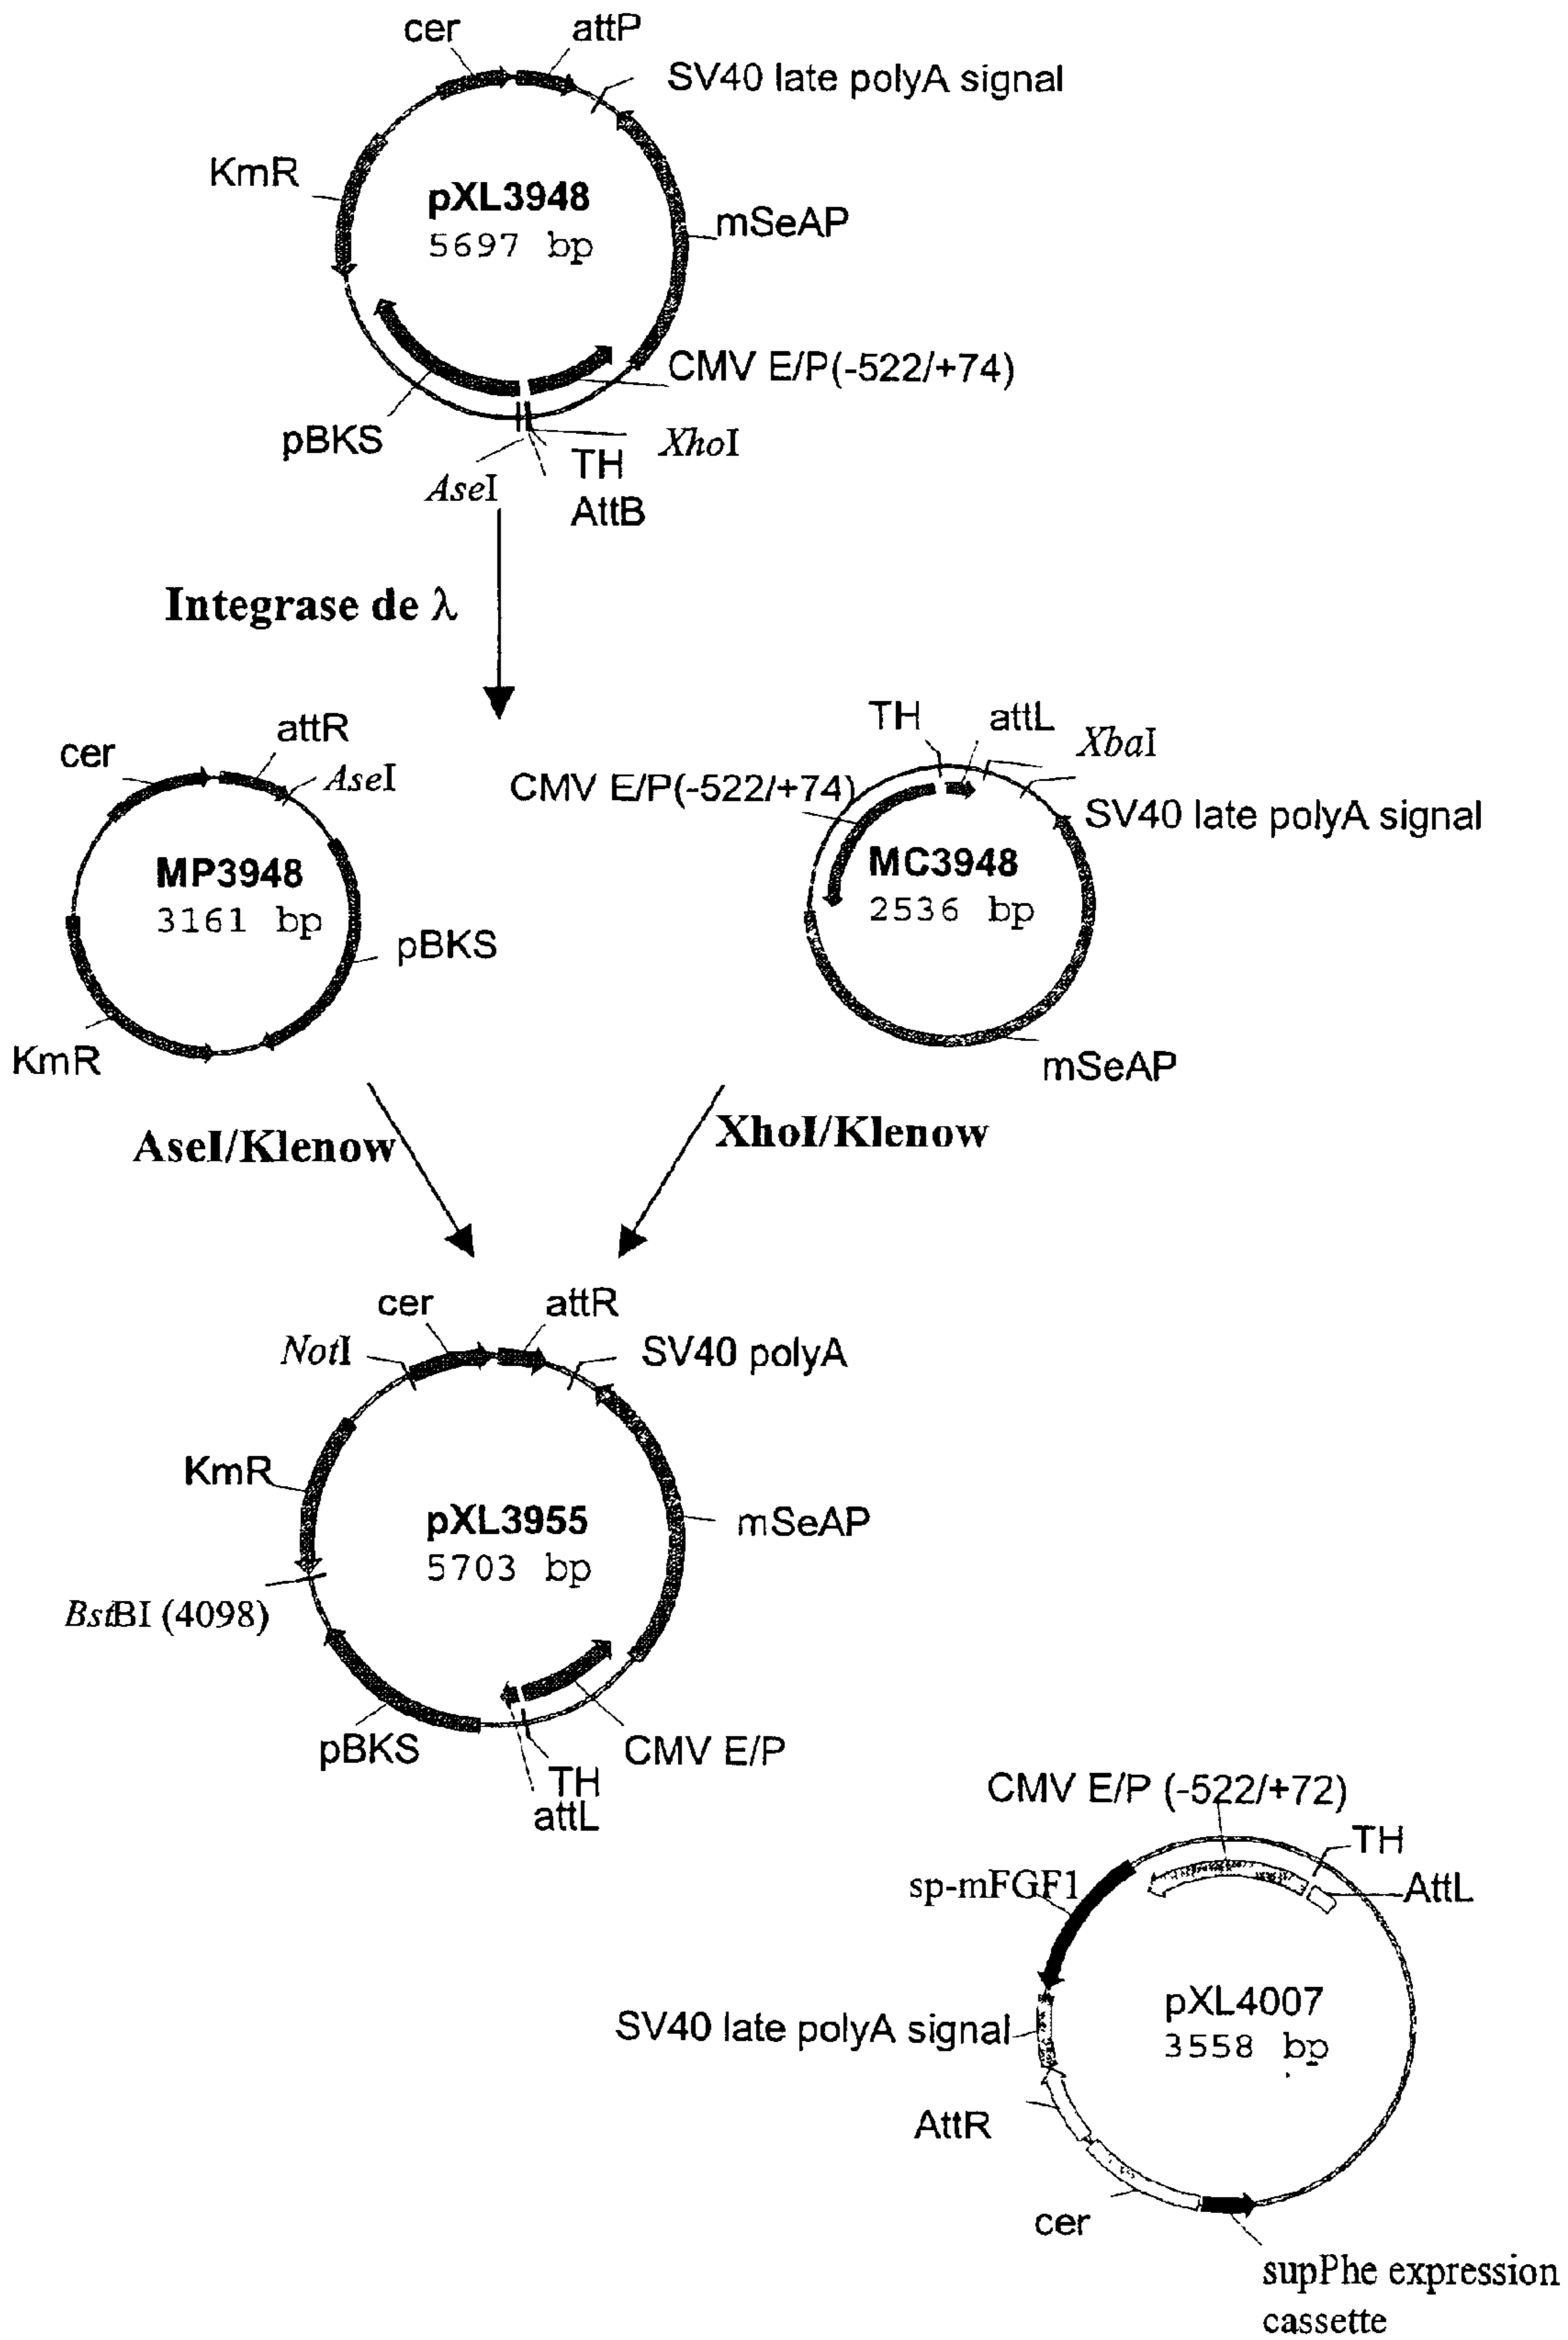 cer
attP
SV40 late polyA signal
KmR
pXL3948
5697 bp
mSeAP
CMV E/P(-522/+74)
pBKS
XhoI
TH
AseI
AttB
Integrase de λ
cer
attR
AseI
TH
attL
XbaI
CMV E/P(-522/+74)
SV40 late polyA signal
MP3948
3161 bp
MC3948
2536 bp
pBKS
KmR
mSeAP
AseI/Klenow
XhoI/Klenow
cer
attR
NotI
SV40 polyA
KmR
pXL3955
5703 bp
mSeAP
BstBI (4098)
pBKS
CMV E/P
TH
attL
CMV E/P (-522/+72)
TH
sp-mFGF1
AttL
pXL4007
3558 bp
SV40 late polyA signal
AttR
cer
supPhe expression
cassette